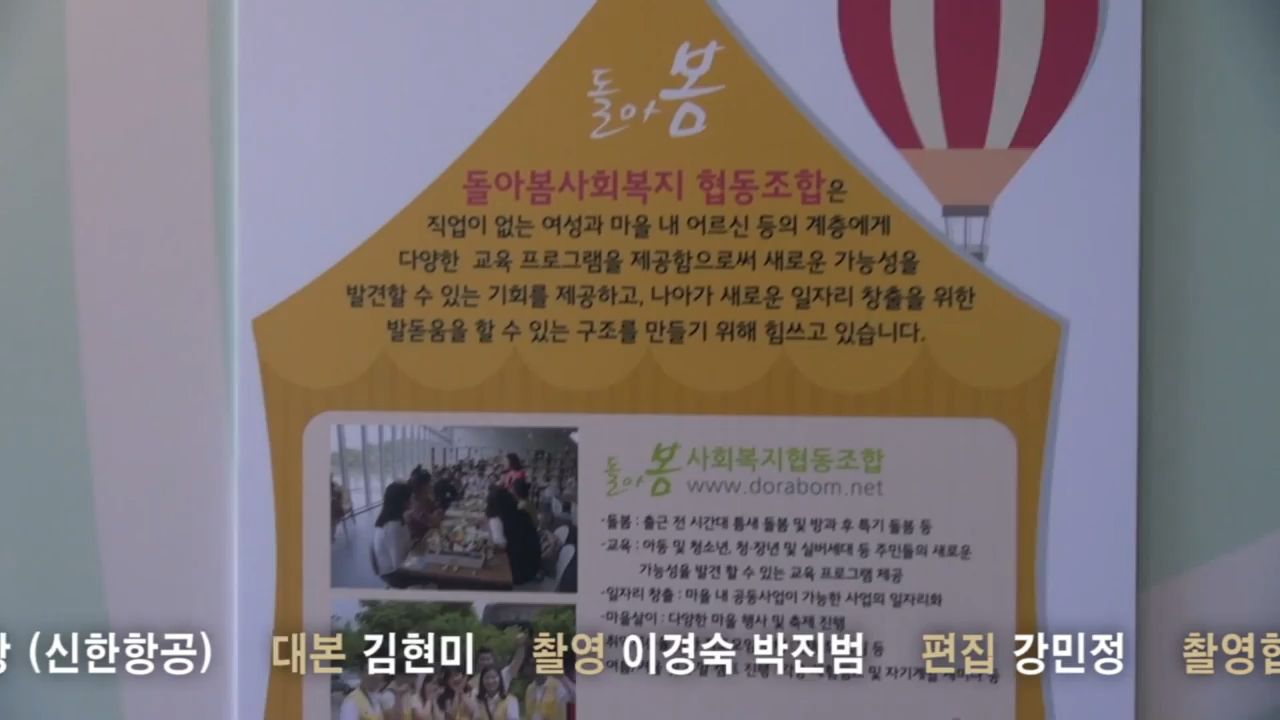 돌아봄
돌아봄사회복지 협동조합은
직업이 없는 여성과 마을 내 어르신 등의 계층에게
다양한 교육 프로그램을 제공함으로써 새로운 가능성을
발견할 수 있는 기회를 제공하고, 나아가 새로운 일자리 창출을 위한
발돋움을 할 수 있는 구조를 만들기 위해 힘쓰고 있습니다.
돌아봄 사회복지협동조합
www.dorabom.net
-돌봄 : 출근 전 시간대 틈새 돌봄 및 방과 후 특기 돌봄 등
-교육 : 아동 및 청소년, 청·장년 및 실버세대 등 주민들의 새로운
가능성을 발견 할 수 있는 교육 프로그램 제공
-일자리 창출 : 마을 내 공동사업이 가능한 사업의 일자리화
-마을살이 : 다양한 마을 행사 및 축제 진행
(신한항공) 대본 김현미 촬영 이경숙 박진범 편집 강민정